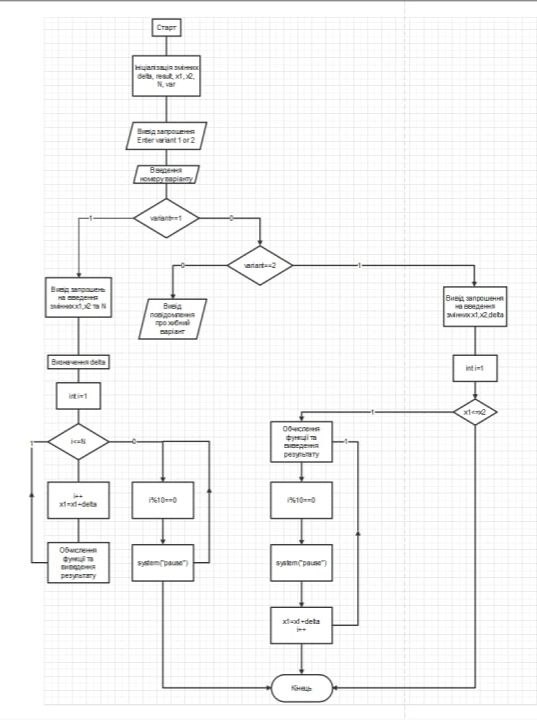 Старт
Ініціалізація змінних
delta, result, x1, x2,
N, var
Вивід запрошення
Enter variant 1 or 2
Введення
номеру варіанту
variant==1
1
0
variant==2
0
1
Вивід запрошень
на введення
змінних x1,x2 та N
Вивід
повідомлення
про хибний
варіант
Вивід запрошення
на введення
змінних x1,x2,delta
Визначення delta
int i=1
int i=1
x1<=x2
1
Обчислення
функції та
виведення
результату
1
i<=N
1
0
i++
x1=x1+delta
i%10==0
i%10==0
Обчислення
функції та
виведення
результату
system("pause")
system("pause")
x1=x1+delta
i++
Кінець